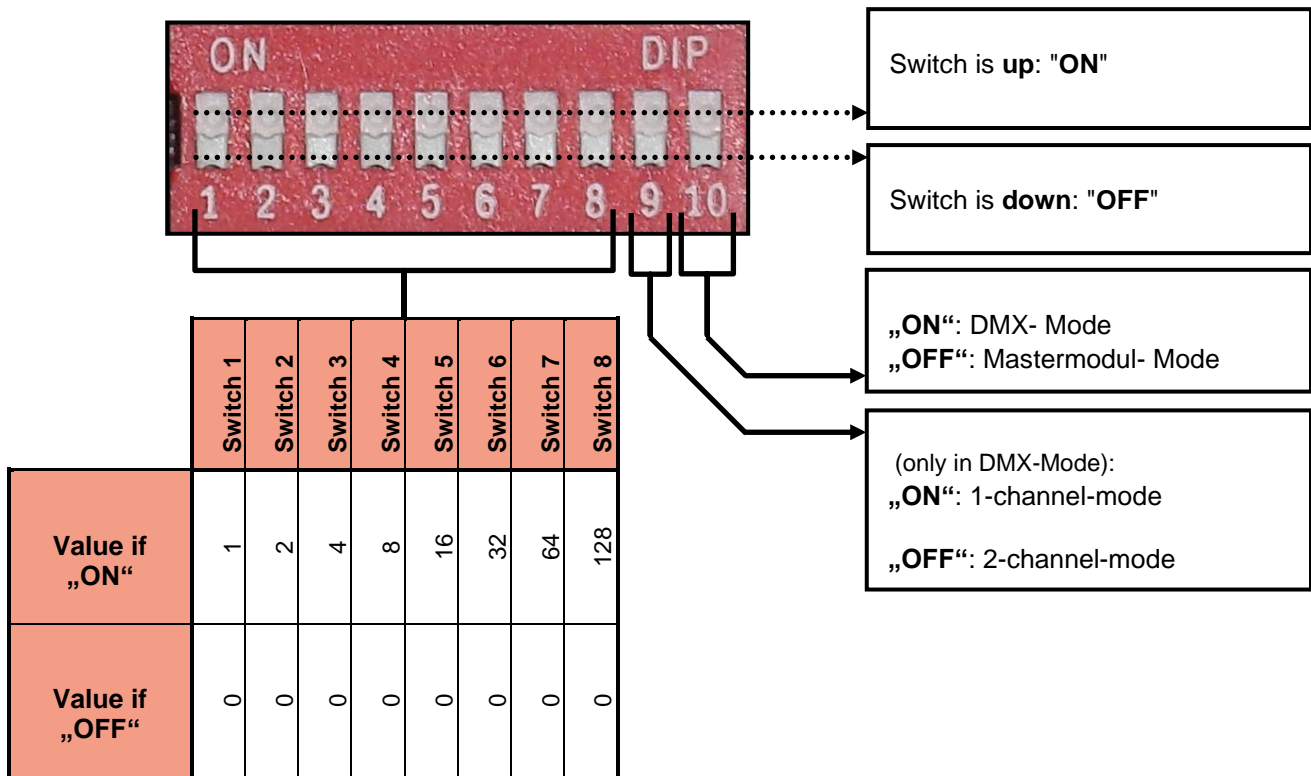 ON DIP
1 2 3 4 5 6 7 8 9 10
Switch is up: "ON"
Switch is down: "OFF"
„ON“: DMX- Mode
„OFF“: Mastermodul- Mode
(only in DMX-Mode):
„ON“: 1-channel-mode
„OFF“: 2-channel-mode
Switch 1 Switch 2 Switch 3 Switch 4 Switch 5 Switch 6 Switch 7 Switch 8
Value if
„ON“
1 2 4 8 16 32 64 128
Value if
„OFF“
0 0 0 0 0 0 0 0